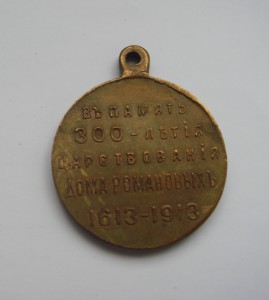 ВЪ ПАМЯТЬ
300-ЛѢТІЯ
ЦАРСТВОВАНІЯ
ДОМА РОМАНОВЫХЪ
1613-1913